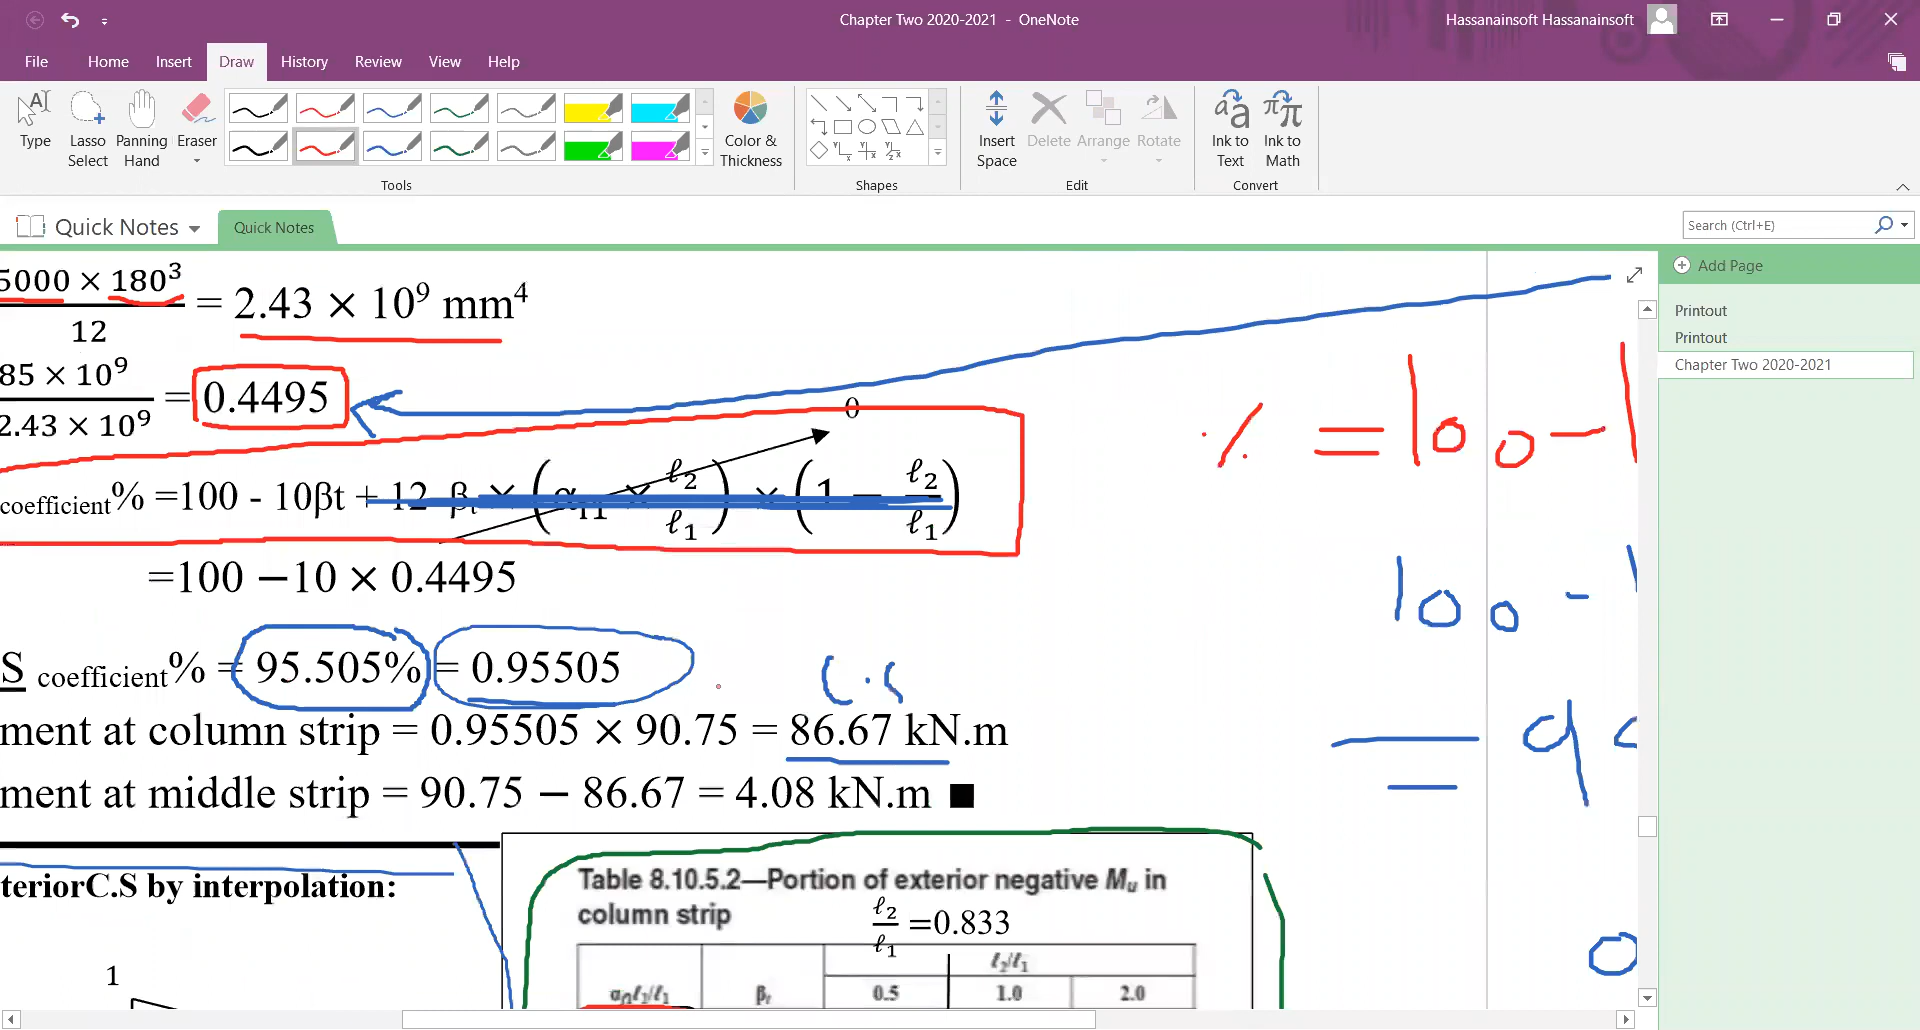 Chapter Two 2020-2021 - OneNote
Hassanainsoft Hassanainsoft
File Home Insert Draw History Review View Help
Type
Lasso Select
Panning Hand
Eraser
Color & Thickness
Insert Space
Delete
Arrange
Rotate
Ink to Text
Ink to Math
Tools
Shapes
Edit
Convert
Quick Notes
Quick Notes
Search (Ctrl+E)
Add Page
Printout
Printout
Chapter Two 2020-2021
5000 × 180³
12
= 2.43 × 10⁹ mm⁴
85 × 10⁹
2.43 × 10⁹
= 0.4495
0
coefficient% =100 - 10βt + 12 βt × (αf1 × ℓ2/ℓ1) × (1 − ℓ2/ℓ1)
=100 −10 × 0.4495
S coefficient% = 95.505% = 0.95505
C.S
ment at column strip = 0.95505 × 90.75 = 86.67 kN.m
ment at middle strip = 90.75 − 86.67 = 4.08 kN.m ■
% = 100 - 1
100 -
=
teriorC.S by interpolation:
1
Table 8.10.5.2—Portion of exterior negative Mu in
column strip
ℓ2/ℓ1 =0.833
ℓ2/ℓ1
αf1ℓ2/ℓ1 βt 0.5 1.0 2.0